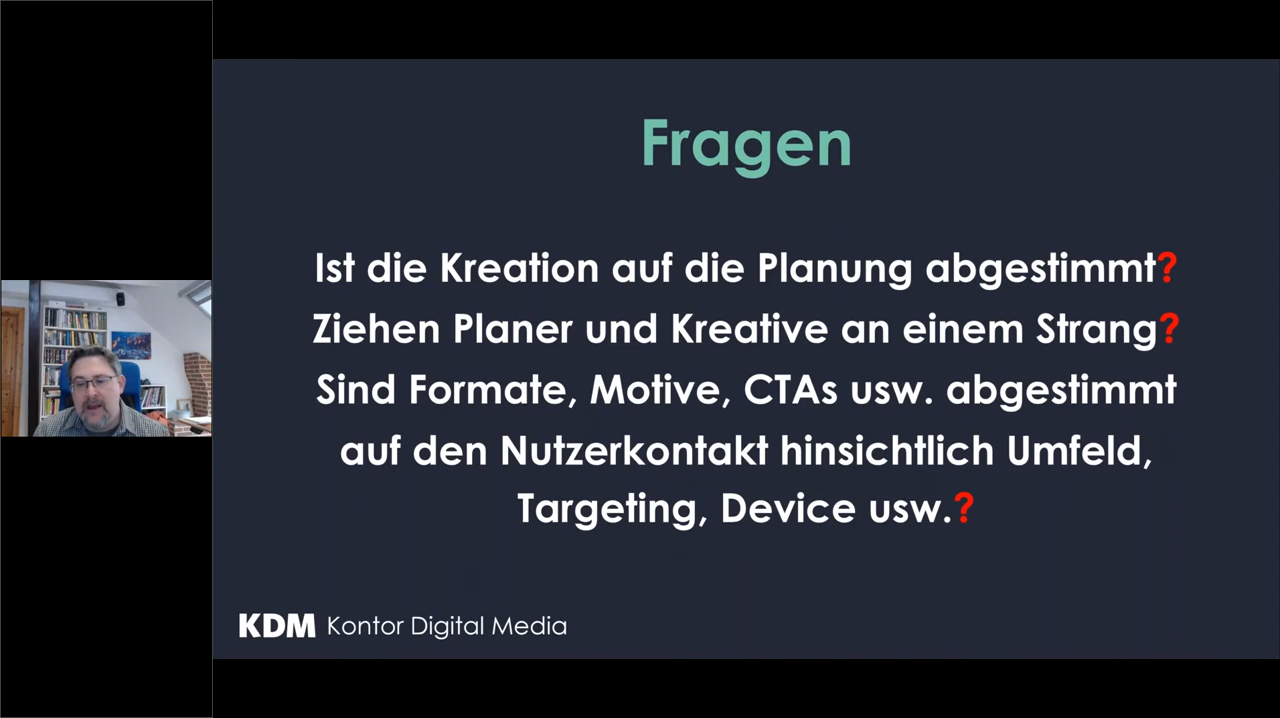 Fragen
Ist die Kreation auf die Planung abgestimmt?
Ziehen Planer und Kreative an einem Strang?
Sind Formate, Motive, CTAs usw. abgestimmt
auf den Nutzerkontakt hinsichtlich Umfeld,
Targeting, Device usw.?
KDM Kontor Digital Media